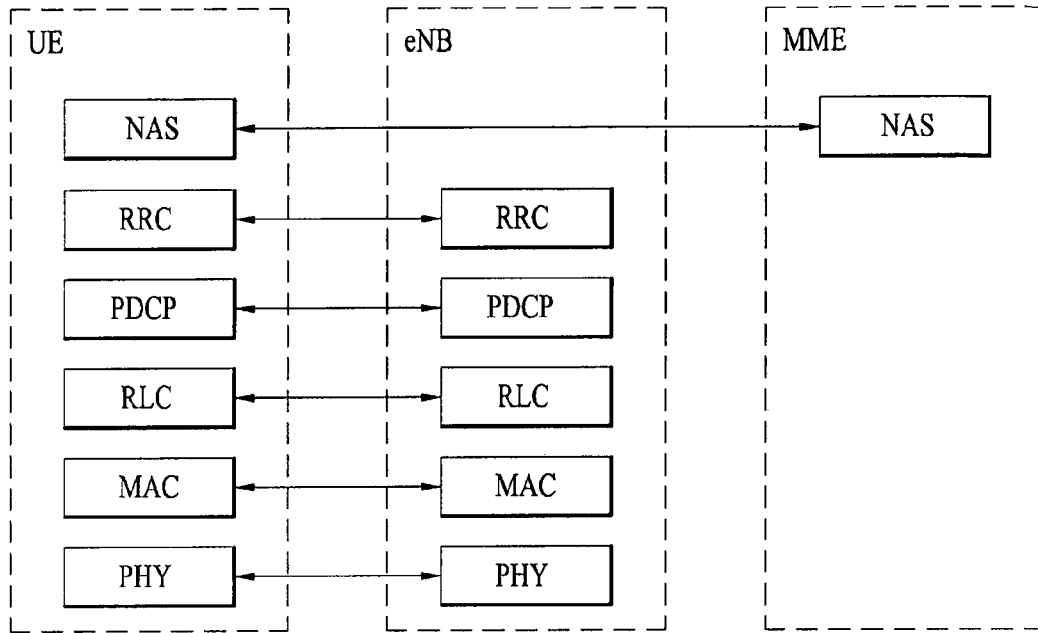 UE eNB MME
NAS NAS
RRC RRC
PDCP PDCP
RLC RLC
MAC MAC
PHY PHY